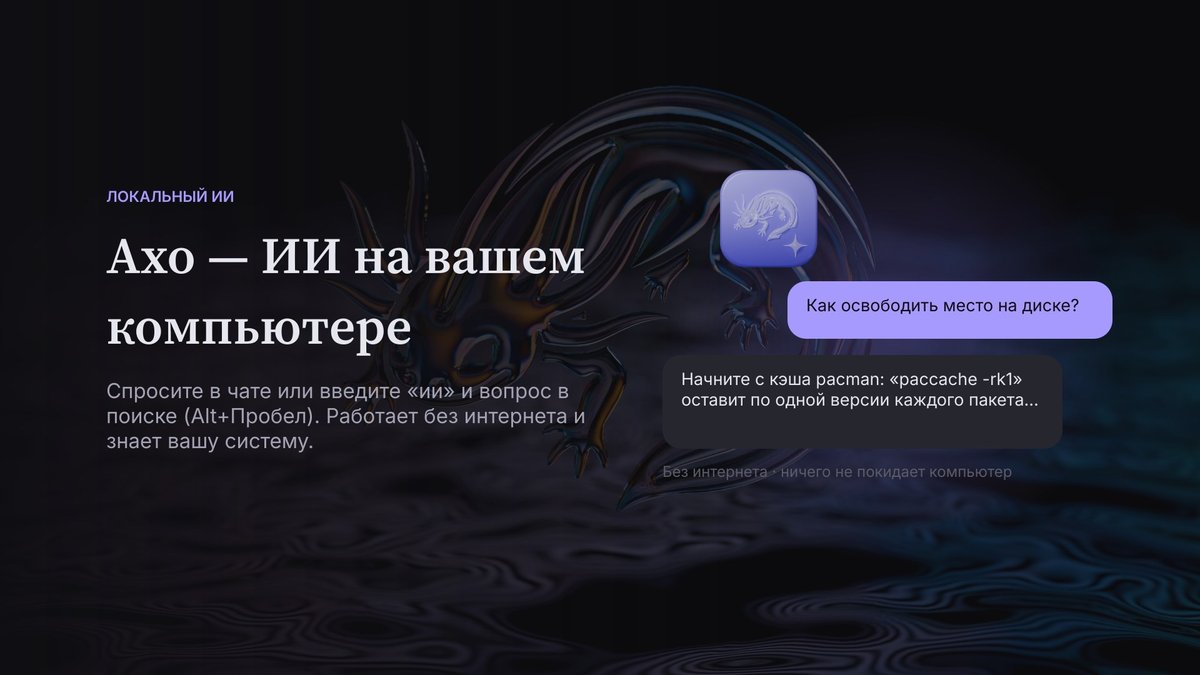 ЛОКАЛЬНЫЙ ИИ
Ахо — ИИ на вашем
компьютере
Спросите в чате или введите «ии» и вопрос в
поиске (Alt+Пробел). Работает без интернета и
знает вашу систему.
Как освободить место на диске?
Начните с кэша pacman: «paccache -rk1»
оставит по одной версии каждого пакета…
Без интернета · ничего не покидает компьютер